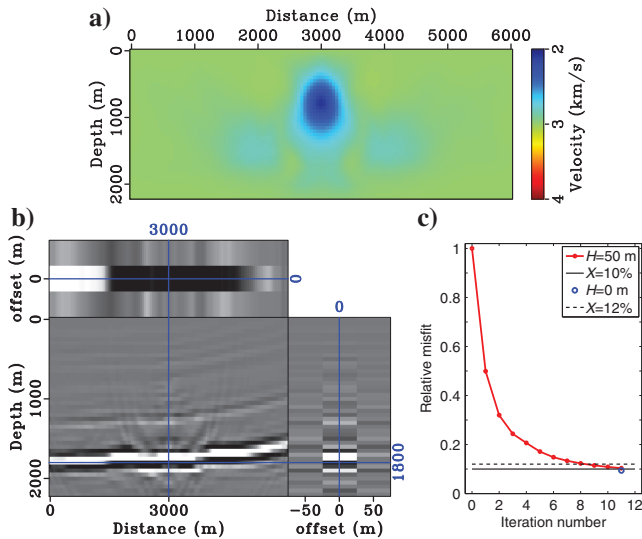 a)
Distance (m)
0 1000 2000 3000 4000 5000 6000
Depth (m)
0
1000
2000
2
3
4
Velocity (km/s)
b)
3000
offset (m)
0
0
0
Depth (m)
0
1000
2000
1800
3000
Distance (m)
−50 0 50
offset (m)
c)
Relative misfit
1
0.8
0.6
0.4
0.2
0
0 2 4 6 8 10 12
Iteration number
H=50 m
X=10%
H=0 m
X=12%